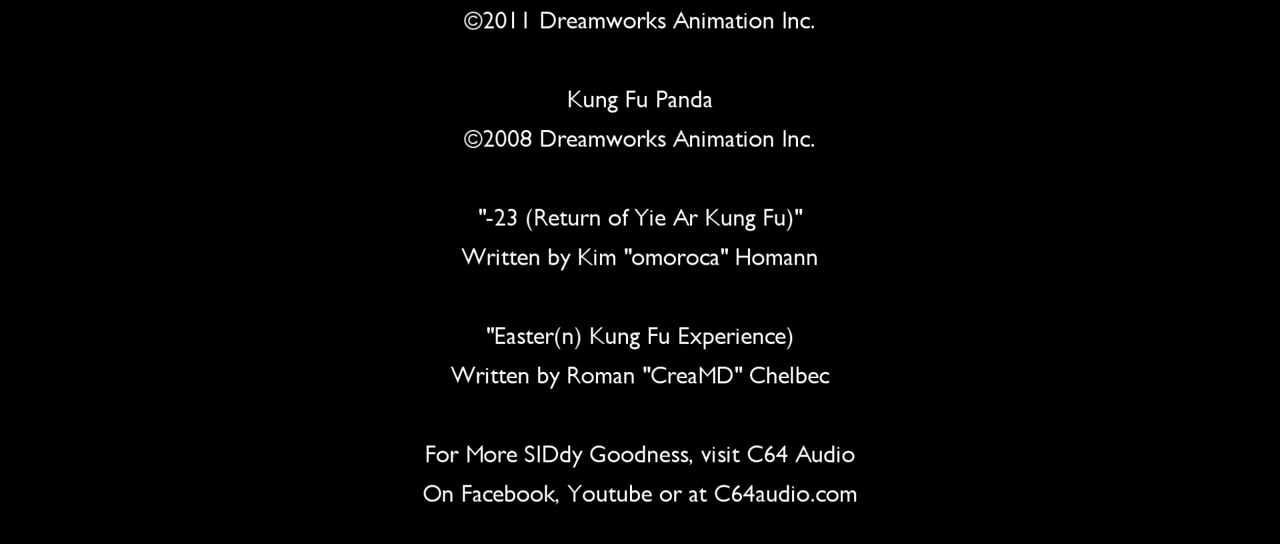 ©2011 Dreamworks Animation Inc.
Kung Fu Panda
©2008 Dreamworks Animation Inc.
"-23 (Return of Yie Ar Kung Fu)"
Written by Kim "omoroca" Homann
"Easter(n) Kung Fu Experience)
Written by Roman "CreaMD" Chelbec
For More SIDdy Goodness, visit C64 Audio
On Facebook, Youtube or at C64audio.com